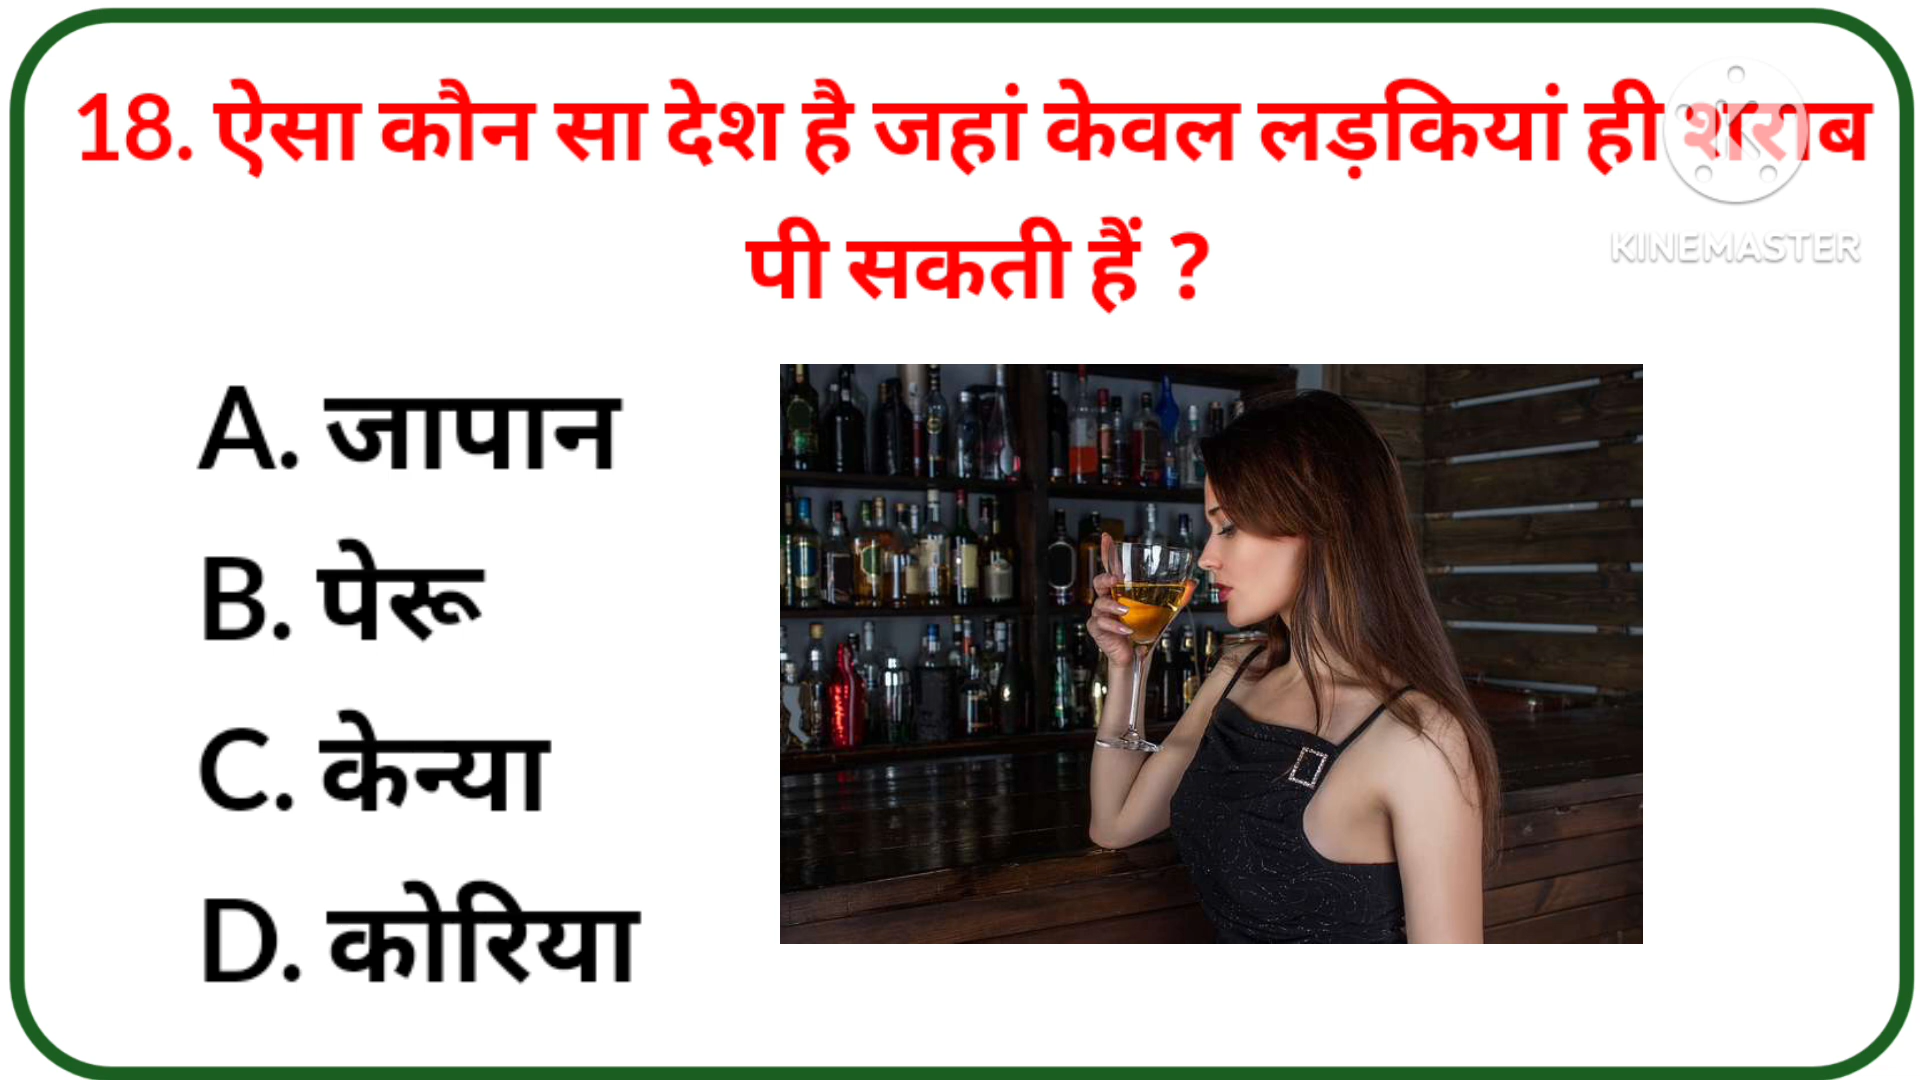 18. ऐसा कौन सा देश है जहां केवल लड़कियां ही शराब
पी सकती हैं ?
KINEMASTER
A. जापान
B. पेरू
C. केन्या
D. कोरिया